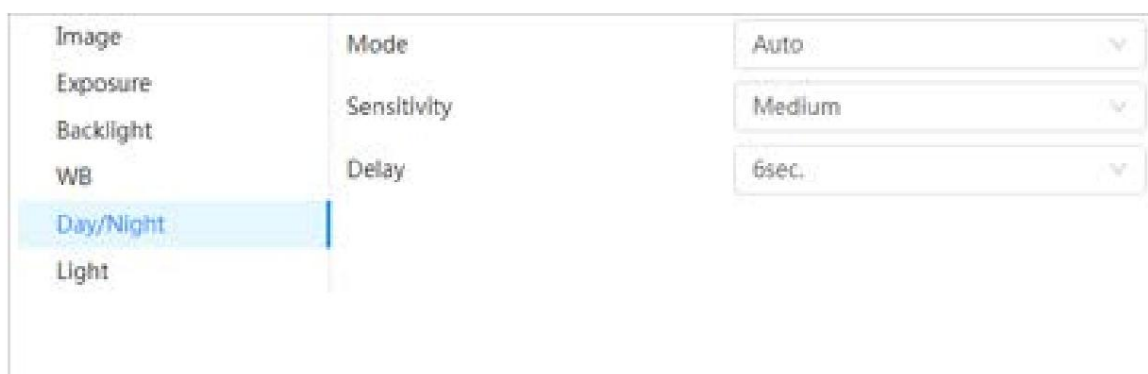 Image
Exposure
Backlight
WB
Day/Night
Light
Mode
Auto
Sensitivity
Medium
Delay
6sec.